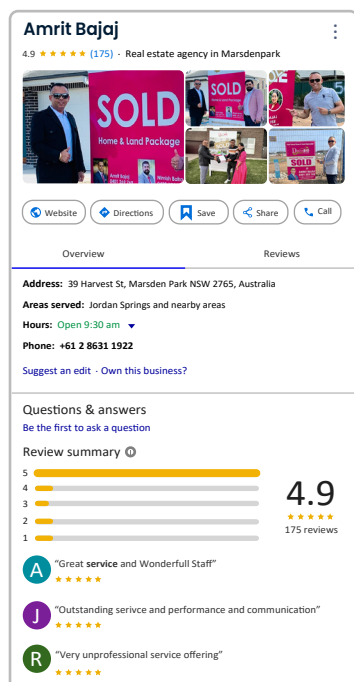 Amrit Bajaj
4.9 ★★★★★ (175) · Real estate agency in Marsdenpark
SOLD
Home & Land Package
SOLD
SOLD
Website
Directions
Save
Share
Call
Overview
Reviews
Address: 39 Harvest St, Marsden Park NSW 2765, Australia
Areas served: Jordan Springs and nearby areas
Hours: Open 9:30 am
Phone: +61 2 8631 1922
Suggest an edit · Own this business?
Questions & answers
Be the first to ask a question
Review summary
5
4
3
2
1
4.9
175 reviews
A
“Great service and Wonderfull Staff”
J
“Outstanding serivce and performance and communication”
R
“Very unprofessional service offering”